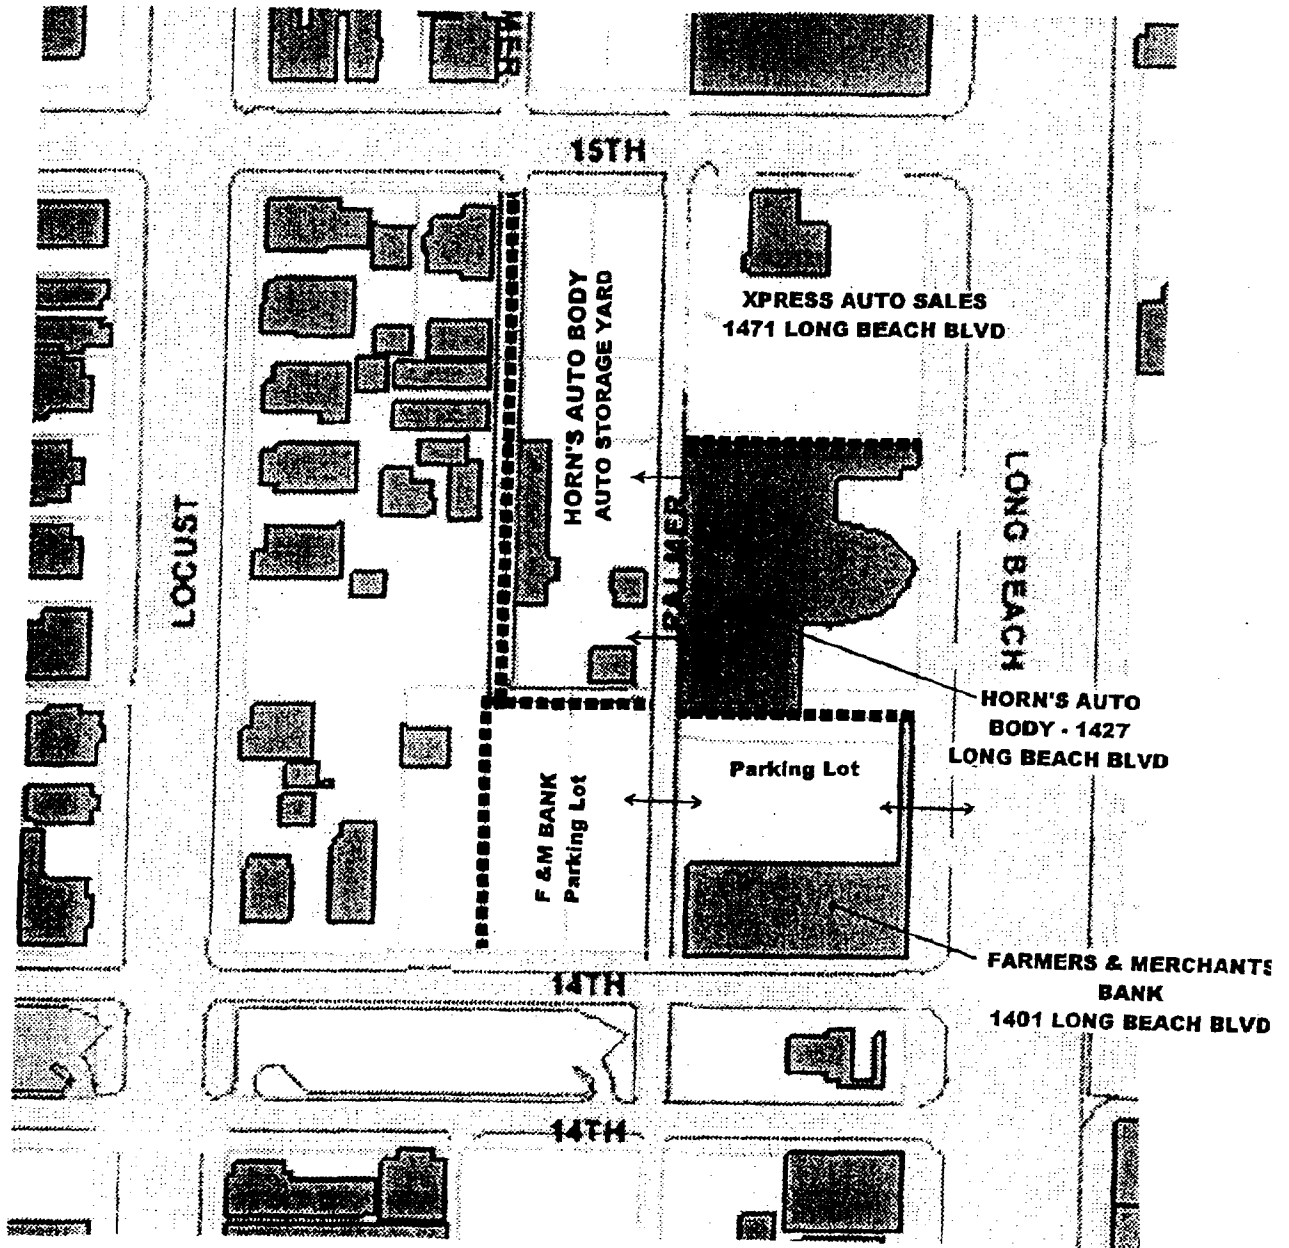 MER
15TH
XPRESS AUTO SALES
1471 LONG BEACH BLVD
HORN'S AUTO BODY
AUTO STORAGE YARD
LOCUST
PALMER
LONG BEACH
HORN'S AUTO
BODY - 1427
LONG BEACH BLVD
Parking Lot
F & M BANK
Parking Lot
FARMERS & MERCHANTS
BANK
1401 LONG BEACH BLVD
14TH
14TH